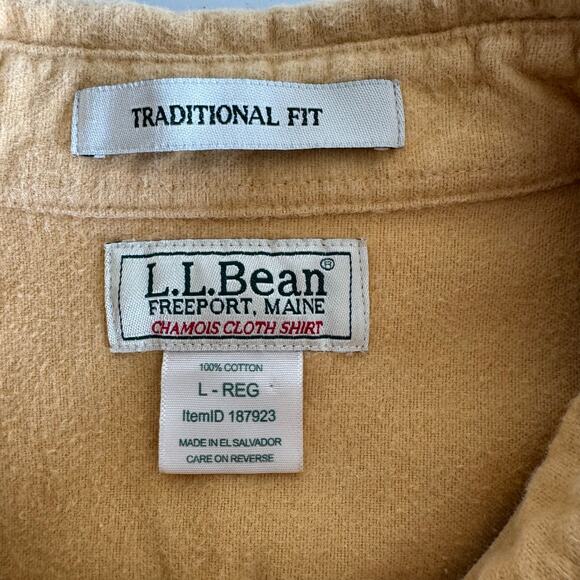 TRADITIONAL FIT
L.L.Bean®
FREEPORT, MAINE
CHAMOIS CLOTH SHIRT
100% COTTON
L - REG
ItemID 187923
MADE IN EL SALVADOR
CARE ON REVERSE